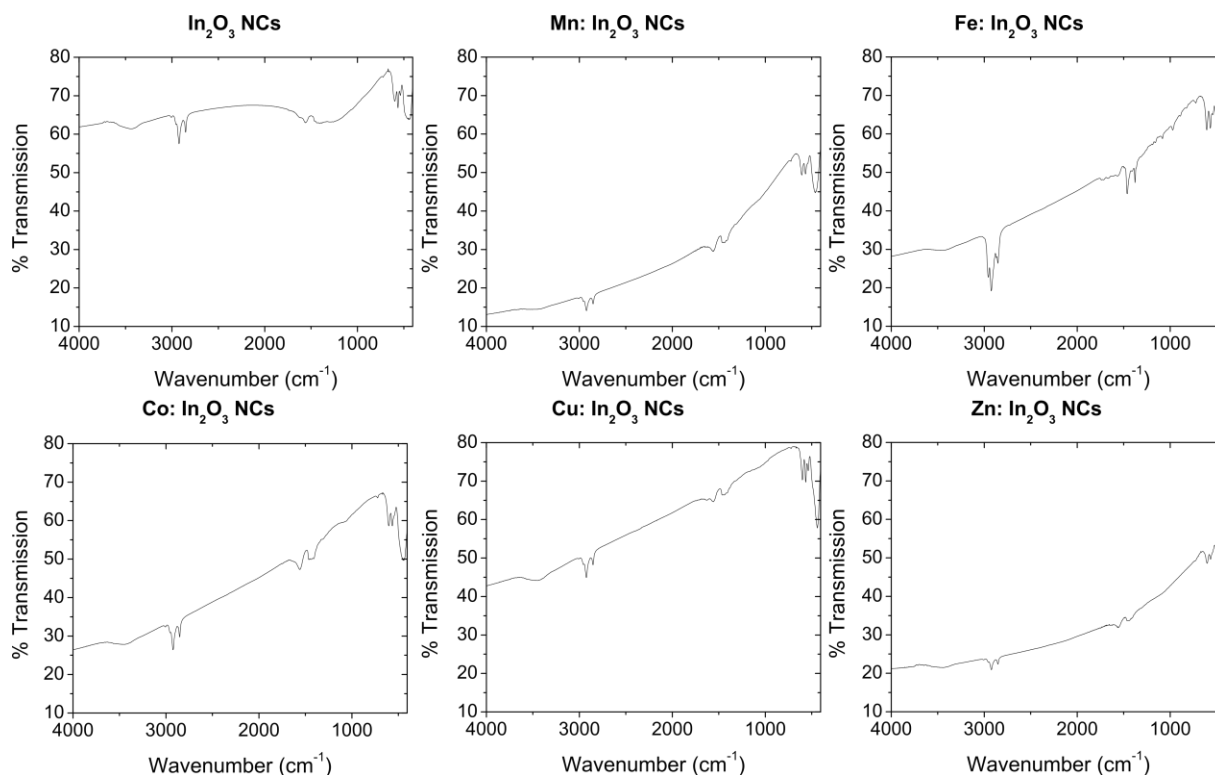 In₂O₃ NCs
80
70
60
50
40
30
20
10
% Transmission
4000 3000 2000 1000
Wavenumber (cm⁻¹)
Mn: In₂O₃ NCs
80
70
60
50
40
30
20
10
% Transmission
4000 3000 2000 1000
Wavenumber (cm⁻¹)
Fe: In₂O₃ NCs
80
70
60
50
40
30
20
10
% Transmission
4000 3000 2000 1000
Wavenumber (cm⁻¹)
Co: In₂O₃ NCs
80
70
60
50
40
30
20
10
% Transmission
4000 3000 2000 1000
Wavenumber (cm⁻¹)
Cu: In₂O₃ NCs
80
70
60
50
40
30
20
10
% Transmission
4000 3000 2000 1000
Wavenumber (cm⁻¹)
Zn: In₂O₃ NCs
80
70
60
50
40
30
20
10
% Transmission
4000 3000 2000 1000
Wavenumber (cm⁻¹)